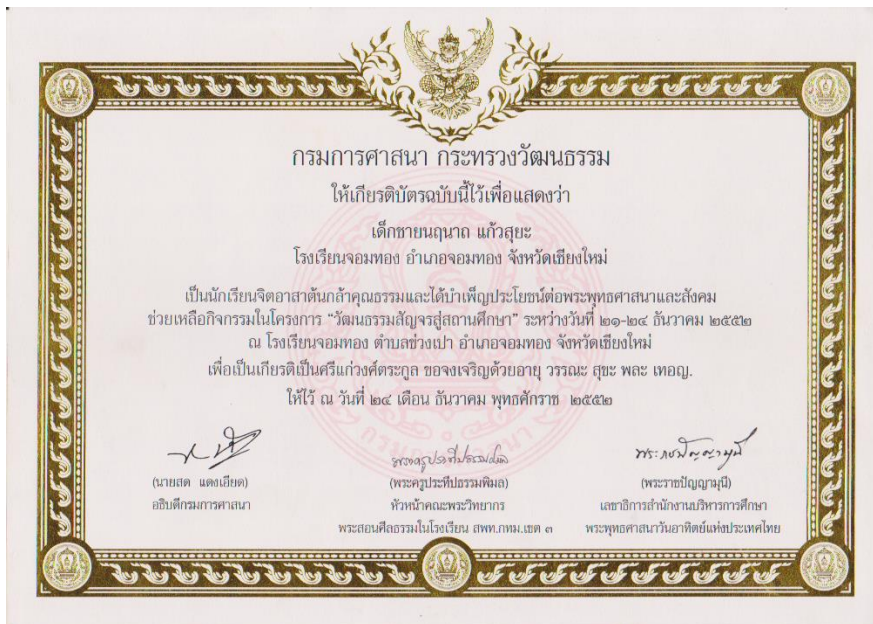 กรมการศาสนา กระทรวงวัฒนธรรม
ให้เกียรติบัตรฉบับนี้ไว้เพื่อแสดงว่า
เด็กชายนฤนาถ แก้วสุยะ
โรงเรียนจอมทอง อำเภอจอมทอง จังหวัดเชียงใหม่
เป็นนักเรียนจิตอาสาต้นกล้าคุณธรรมและได้บำเพ็ญประโยชน์ต่อพระพุทธศาสนาและสังคม
ช่วยเหลือกิจกรรมในโครงการ “วัฒนธรรมสัญจรสู่สถานศึกษา” ระหว่างวันที่ ๒๑-๒๔ ธันวาคม ๒๕๕๒
ณ โรงเรียนจอมทอง ตำบลข่วงเปา อำเภอจอมทอง จังหวัดเชียงใหม่
เพื่อเป็นเกียรติเป็นศรีแก่วงศ์ตระกูล ขอจงเจริญด้วยอายุ วรรณะ สุขะ พละ เทอญ.
ให้ไว้ ณ วันที่ ๒๔ เดือน ธันวาคม พุทธศักราช ๒๕๕๒
(นายสด แดงเอียด)
อธิบดีกรมการศาสนา
(พระครูประทีปธรรมพิมล)
หัวหน้าคณะพระวิทยากร
พระสอนศีลธรรมในโรงเรียน สพท.กทม.เขต ๓
(พระราชปัญญามุนี)
เลขาธิการสำนักงานบริหารการศึกษา
พระพุทธศาสนาวันอาทิตย์แห่งประเทศไทย
กรมการศาสนา